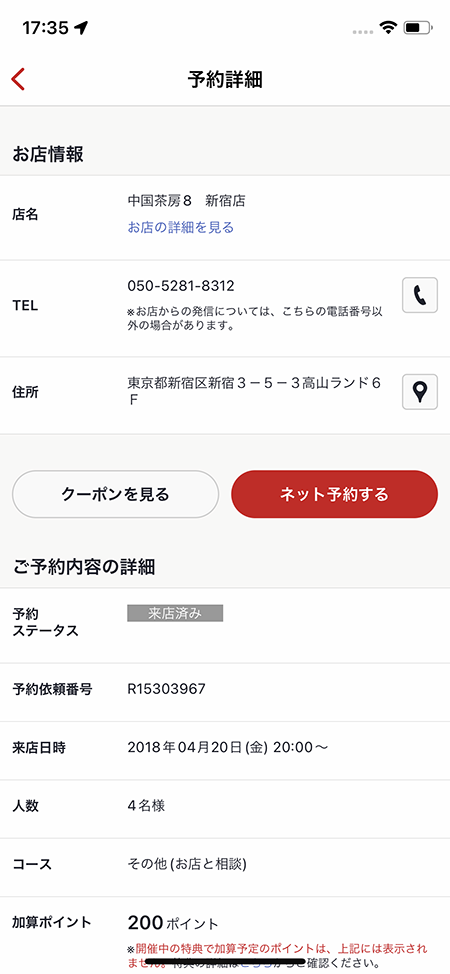 17:35
予約詳細
お店情報
店名
中国茶房8　新宿店
お店の詳細を見る
TEL
050-5281-8312
※お店からの発信については、こちらの電話番号以
外の場合があります。
住所
東京都新宿区新宿３－５－３高山ランド６
Ｆ
クーポンを見る
ネット予約する
ご予約内容の詳細
予約
ステータス
来店済み
予約依頼番号
R15303967
来店日時
2018年04月20日(金) 20:00〜
人数
4名様
コース
その他(お店と相談)
加算ポイント
200ポイント
※開催中の特典で加算予定のポイントは、上記には表示され
ません。特典の詳細はこちらからご確認ください。